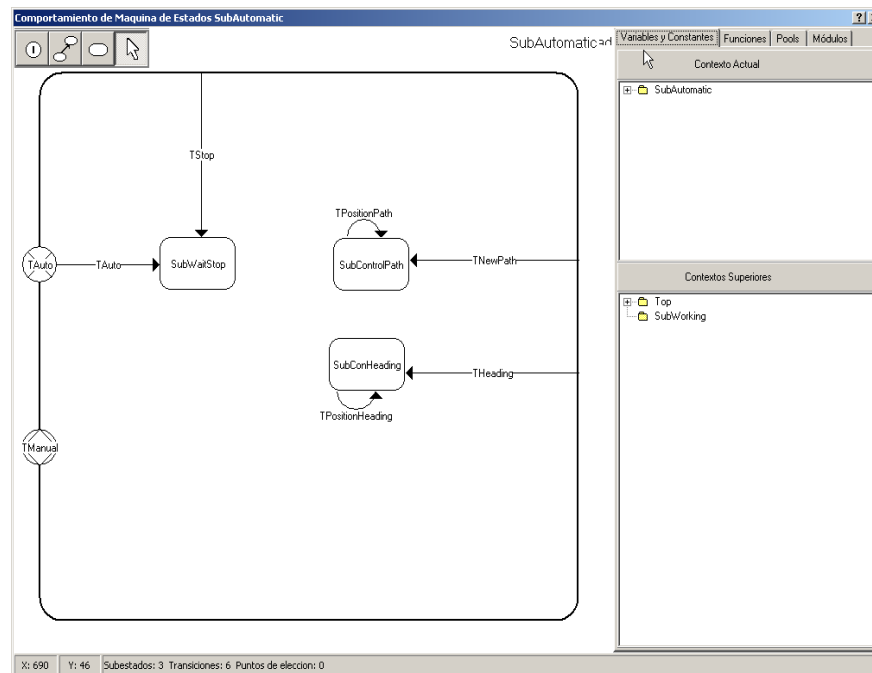 Comportamiento de Maquina de Estados SubAutomatic
SubAutomatic
Variables y Constantes
Funciones
Pools
Módulos
Contexto Actual
SubAutomatic
TStop
TPositionPath
TAuto
TAuto
SubWaitStop
SubControlPath
TNewPath
Contextos Superiores
Top
SubWorking
SubConHeading
THeading
TPositionHeading
TManual
X: 690
Y: 46
Subestados: 3 Transiciones: 6 Puntos de eleccion: 0